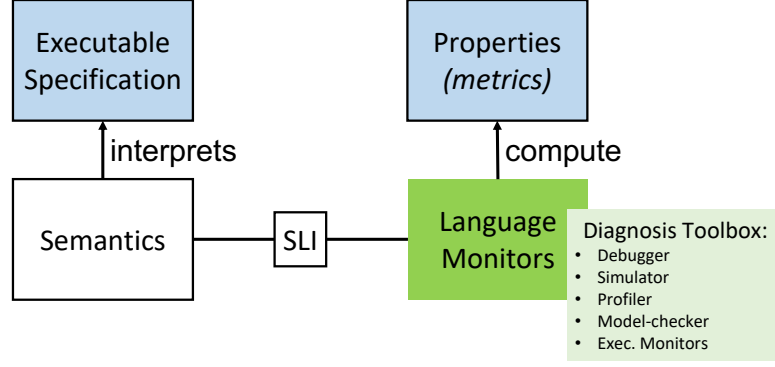 Executable
Specification
Properties
(metrics)
interprets
compute
Semantics
SLI
Language
Monitors
Diagnosis Toolbox:
• Debugger
• Simulator
• Profiler
• Model-checker
• Exec. Monitors